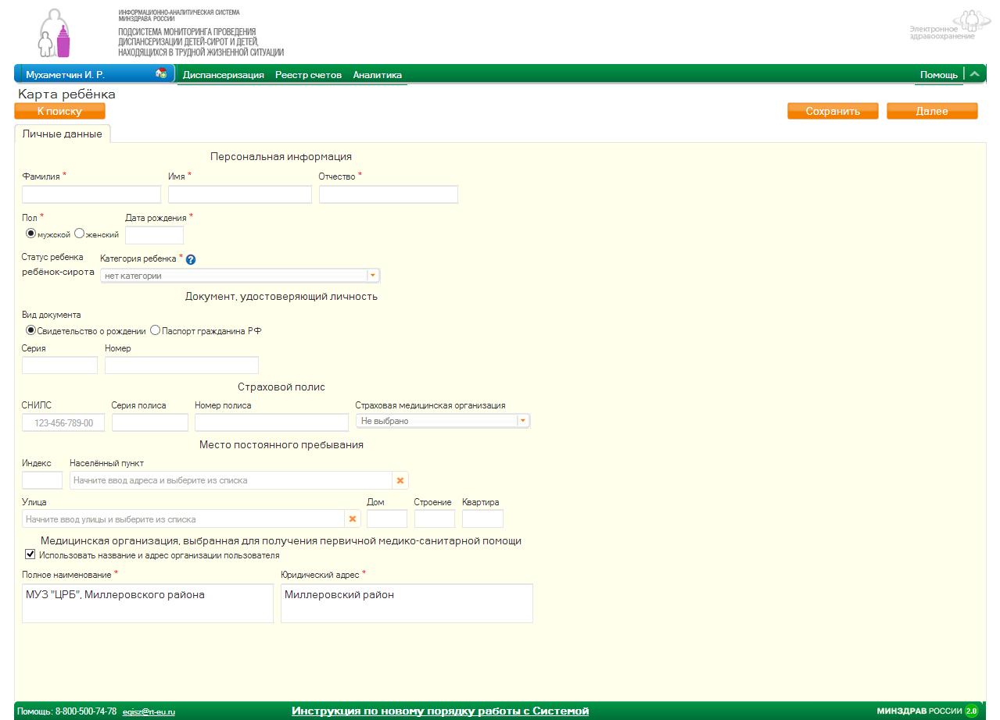 ИНФОРМАЦИОННО-АНАЛИТИЧЕСКАЯ СИСТЕМА
МИНЗДРАВА РОССИИ
ПОДСИСТЕМА МОНИТОРИНГА ПРОВЕДЕНИЯ
ДИСПАНСЕРИЗАЦИИ ДЕТЕЙ-СИРОТ И ДЕТЕЙ,
НАХОДЯЩИХСЯ В ТРУДНОЙ ЖИЗНЕННОЙ СИТУАЦИИ
Электронное
здравоохранение
Мухаметчин И. Р. Диспансеризация Реестр счетов Аналитика Помощь
Карта ребёнка
К поиску Сохранить Далее
Личные данные
Персональная информация
Фамилия * Имя * Отчество *
Пол * Дата рождения *
мужской женский
Статус ребенка Категория ребенка * ?
ребёнок-сирота нет категории
Документ, удостоверяющий личность
Вид документа
Свидетельство о рождении Паспорт гражданина РФ
Серия Номер
Страховой полис
СНИЛС Серия полиса Номер полиса Страховая медицинская организация
123-456-789-00 Не выбрано
Место постоянного пребывания
Индекс Населённый пункт
Начните ввод адреса и выберите из списка
Улица Дом Строение Квартира
Начните ввод улицы и выберите из списка
Медицинская организация, выбранная для получения первичной медико-санитарной помощи
Использовать название и адрес организации пользователя
Полное наименование * Юридический адрес *
МУЗ "ЦРБ", Миллеровского района Миллеровский район
Помощь: 8-800-500-74-78 egisz@rt-eu.ru Инструкция по новому порядку работы с Системой МИНЗДРАВ РОССИИ 2.0